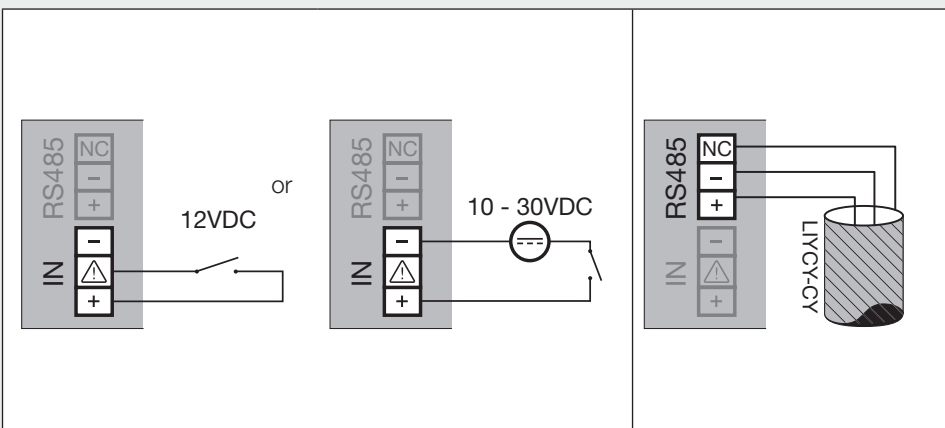 RS485
NC
-
+
IN
-
+
12VDC
or
RS485
NC
-
+
IN
-
+
10 - 30VDC
RS485
NC
-
+
IN
-
+
LIYCY-CY